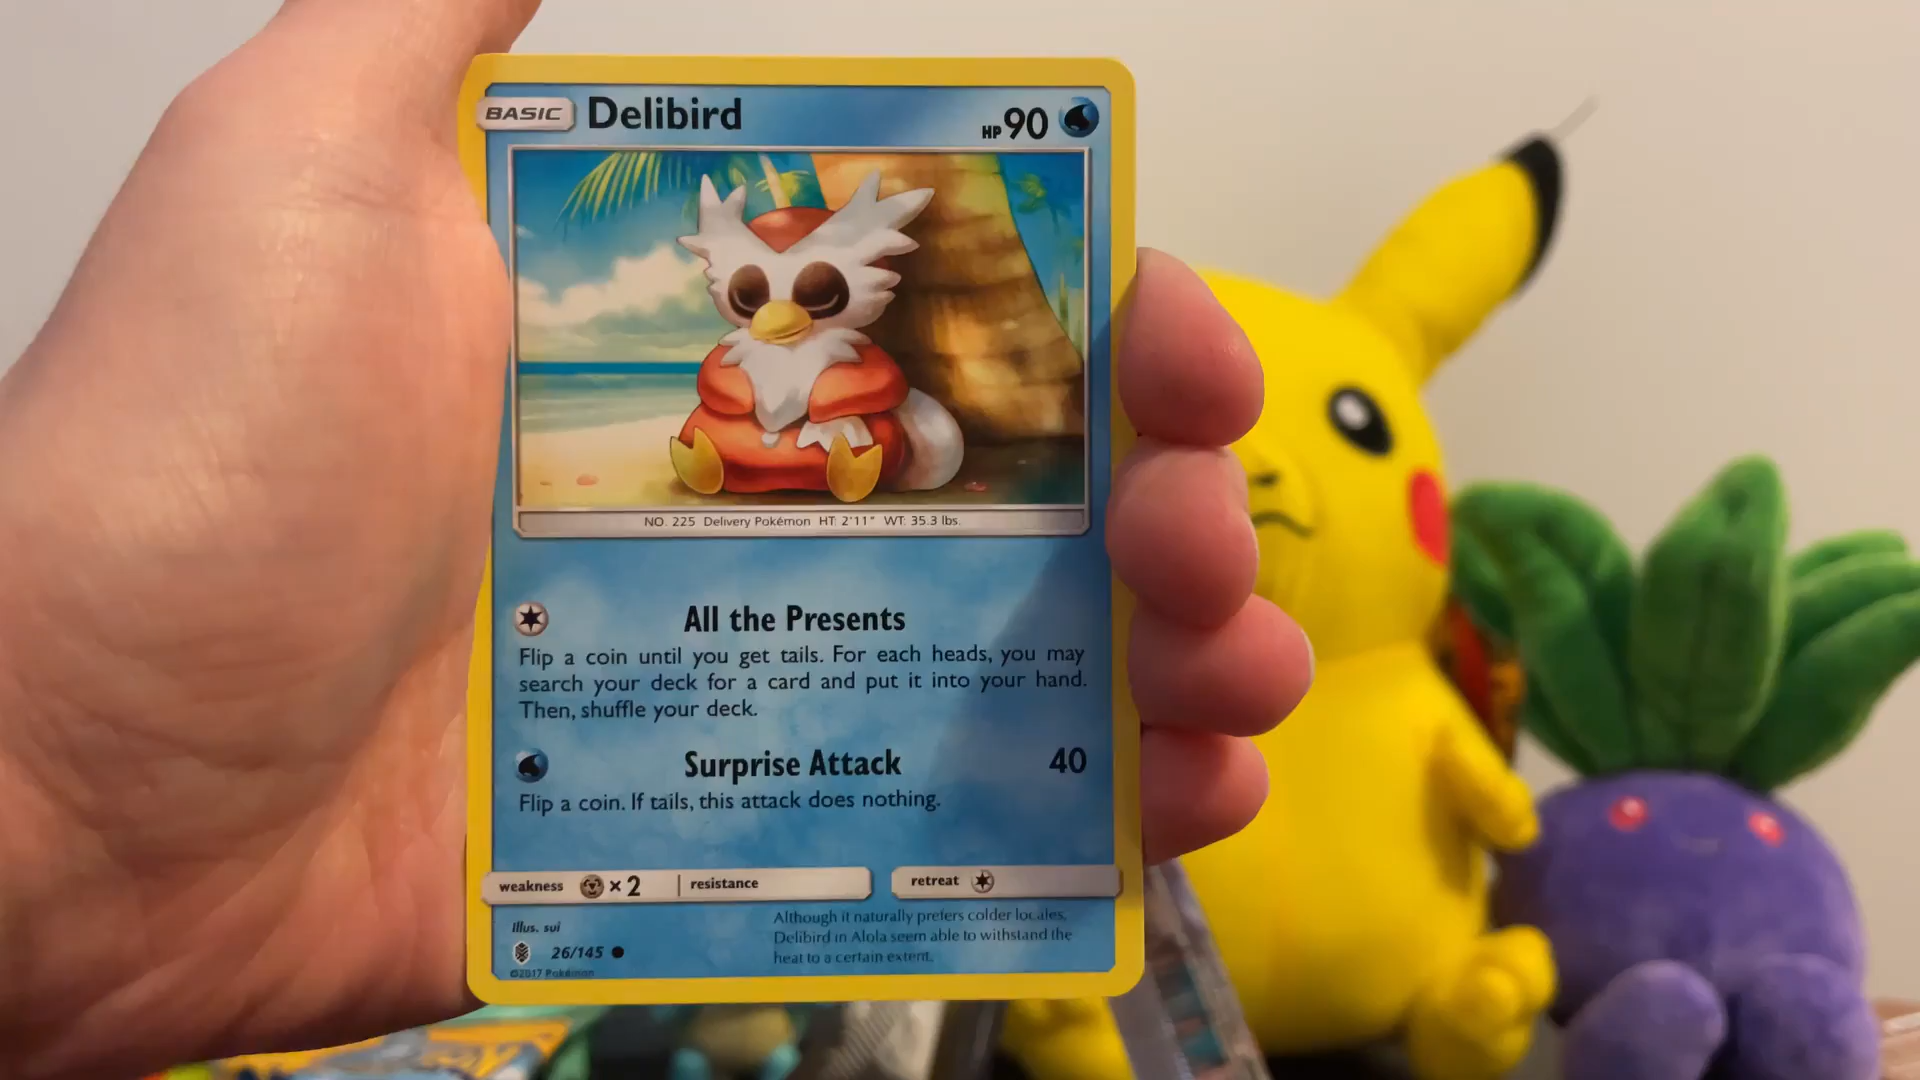 BASIC Delibird HP 90
NO. 225 Delivery Pokémon HT: 2'11" WT: 35.3 lbs.
All the Presents
Flip a coin until you get tails. For each heads, you may
search your deck for a card and put it into your hand.
Then, shuffle your deck.
Surprise Attack 40
Flip a coin. If tails, this attack does nothing.
weakness ×2 resistance retreat
Illus. sui
26/145
©2017 Pokémon
Although it naturally prefers colder locales,
Delibird in Alola seem able to withstand the
heat to a certain extent.